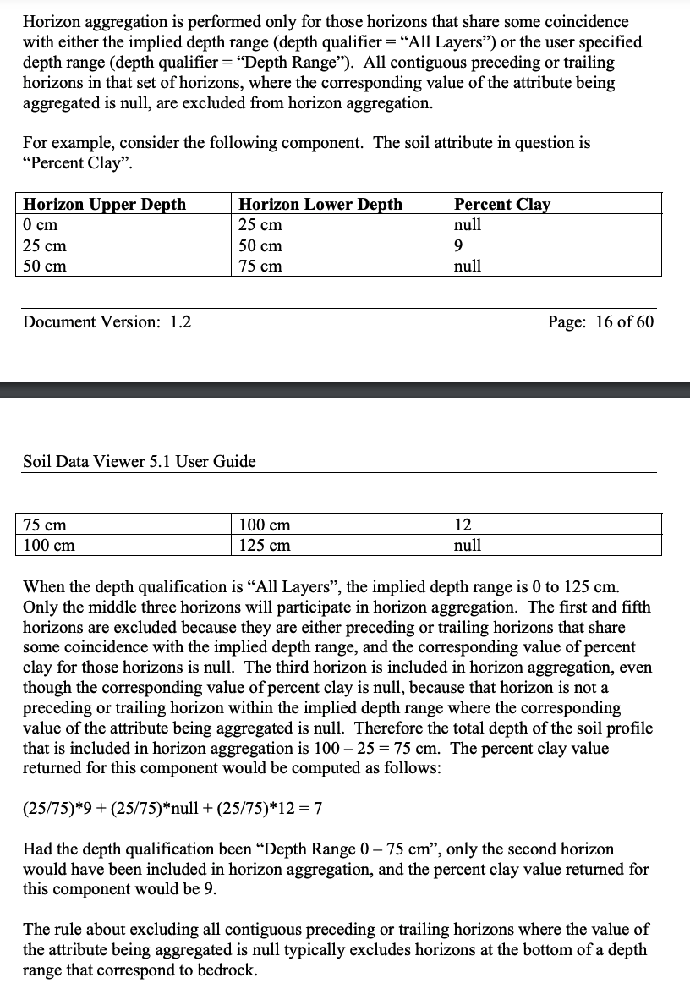 Horizon aggregation is performed only for those horizons that share some coincidence
with either the implied depth range (depth qualifier = “All Layers”) or the user specified
depth range (depth qualifier = “Depth Range”).  All contiguous preceding or trailing
horizons in that set of horizons, where the corresponding value of the attribute being
aggregated is null, are excluded from horizon aggregation.
For example, consider the following component.  The soil attribute in question is
“Percent Clay”.
Horizon Upper Depth Horizon Lower Depth Percent Clay
0 cm 25 cm null
25 cm 50 cm 9
50 cm 75 cm null
Document Version:  1.2 Page:  16 of 60
Soil Data Viewer 5.1 User Guide
75 cm 100 cm 12
100 cm 125 cm null
When the depth qualification is “All Layers”, the implied depth range is 0 to 125 cm.
Only the middle three horizons will participate in horizon aggregation.  The first and fifth
horizons are excluded because they are either preceding or trailing horizons that share
some coincidence with the implied depth range, and the corresponding value of percent
clay for those horizons is null.  The third horizon is included in horizon aggregation, even
though the corresponding value of percent clay is null, because that horizon is not a
preceding or trailing horizon within the implied depth range where the corresponding
value of the attribute being aggregated is null.  Therefore the total depth of the soil profile
that is included in horizon aggregation is 100 – 25 = 75 cm.  The percent clay value
returned for this component would be computed as follows:
(25/75)*9 + (25/75)*null + (25/75)*12 = 7
Had the depth qualification been “Depth Range 0 – 75 cm”, only the second horizon
would have been included in horizon aggregation, and the percent clay value returned for
this component would be 9.
The rule about excluding all contiguous preceding or trailing horizons where the value of
the attribute being aggregated is null typically excludes horizons at the bottom of a depth
range that correspond to bedrock.